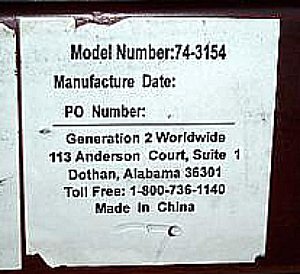 Model Number:74-3154
Manufacture Date:
PO Number:
Generation 2 Worldwide
113 Anderson Court, Suite 1
Dothan, Alabama 36301
Toll Free: 1-800-736-1140
Made In China